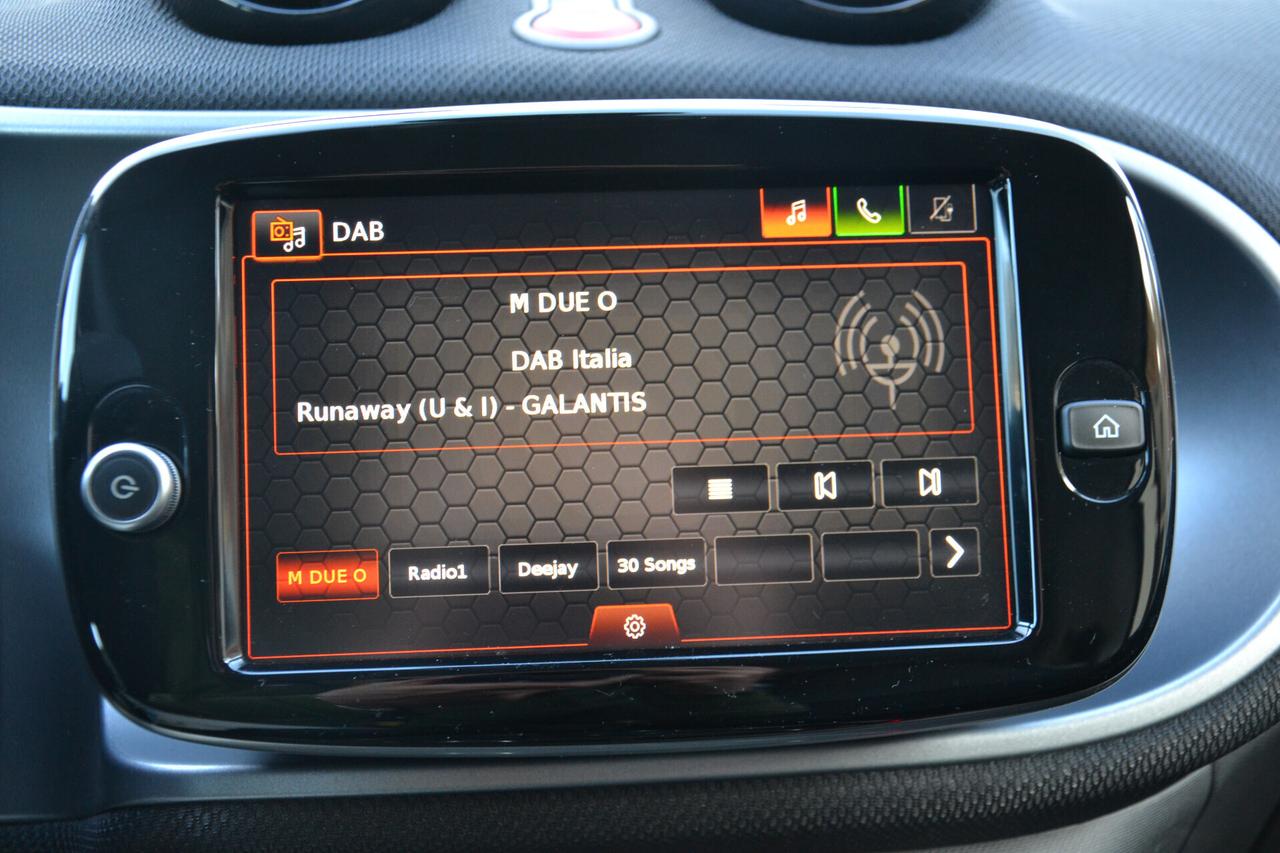 DAB
M DUE O
DAB Italia
Runaway (U & I) - GALANTIS
M DUE O
Radio1
Deejay
30 Songs